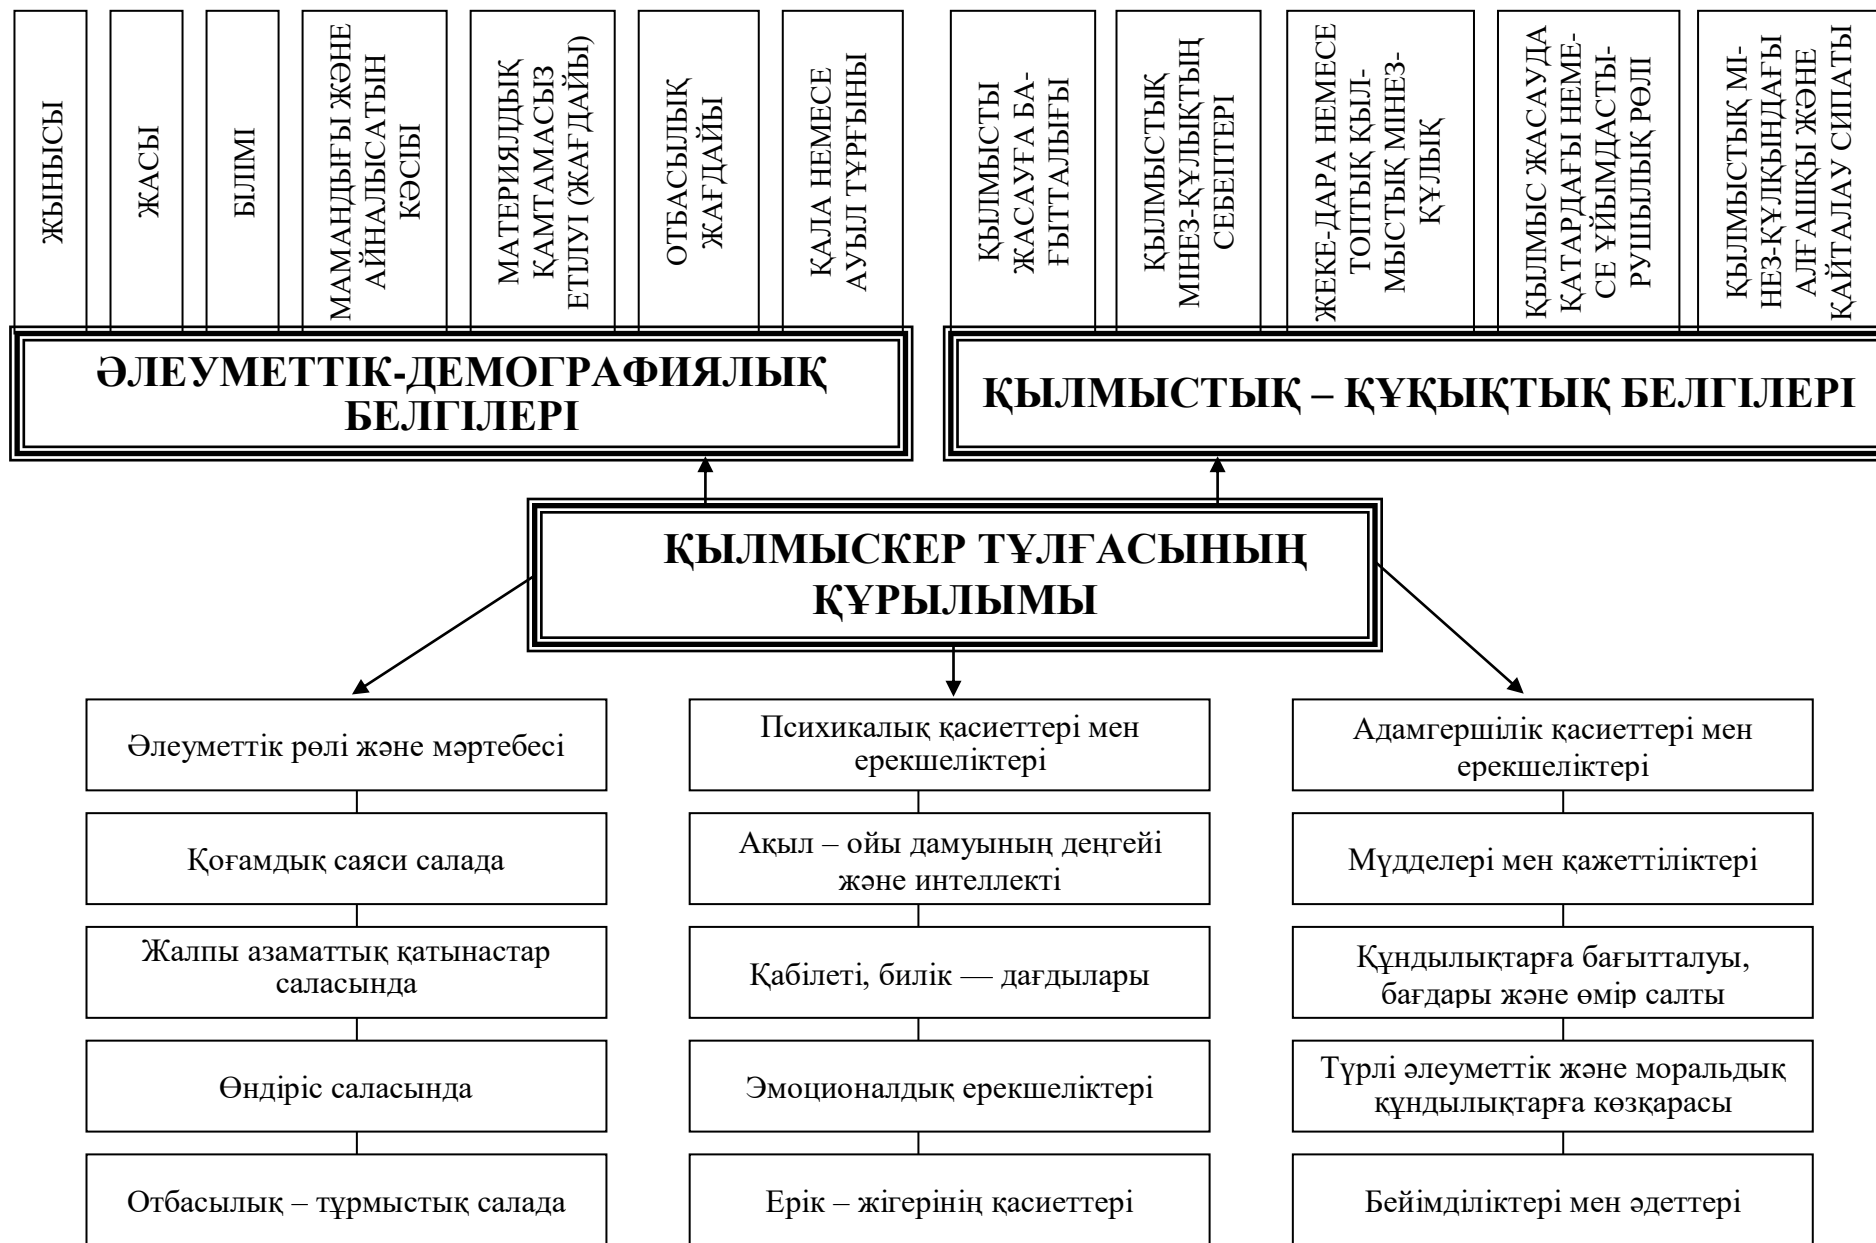 ЖЫНЫСЫ
ЖАСЫ
БІЛІМІ
МАМАНДЫҒЫ ЖӘНЕ
АЙНАЛЫСАТЫН
КӘСІБІ
МАТЕРИЯЛДЫҚ
ҚАМТАМАСЫЗ
ЕТІЛУІ (ЖАҒДАЙЫ)
ОТБАСЫЛЫҚ
ЖАҒДАЙЫ
ҚАЛА НЕМЕСЕ
АУЫЛ ТҰРҒЫНЫ
ҚЫЛМЫСТЫ
ЖАСАУҒА БА-
ҒЫТТАЛЫҒЫ
ҚЫЛМЫСТЫҚ
МІНЕЗ-ҚҰЛЫҚТЫҢ
СЕБЕПТЕРІ
ЖЕКЕ-ДАРА НЕМЕСЕ
ТОПТЫҚ ҚЫЛ-
МЫСТЫҚ МІНЕЗ-
ҚҰЛЫҚ
ҚЫЛМЫС ЖАСАУДА
ҚАТАРДАҒЫ НЕМЕ-
СЕ ҰЙЫМДАСТЫ-
РУШЫЛЫҚ РӨЛІ
ҚЫЛМЫСТЫҚ МІ-
НЕЗ-ҚҰЛҚЫНДАҒЫ
АЛҒАШҚЫ ЖӘНЕ
ҚАЙТАЛАУ СИПАТЫ
ӘЛЕУМЕТТІК-ДЕМОГРАФИЯЛЫҚ
БЕЛГІЛЕРІ
ҚЫЛМЫСТЫҚ – ҚҰҚЫҚТЫҚ БЕЛГІЛЕРІ
ҚЫЛМЫСКЕР ТҰЛҒАСЫНЫҢ
ҚҰРЫЛЫМЫ
Әлеуметтік рөлі және мәртебесі
Қоғамдық саяси салада
Жалпы азаматтық қатынастар
саласында
Өндіріс саласында
Отбасылық – тұрмыстық салада
Психикалық қасиеттері мен
ерекшеліктері
Ақыл – ойы дамуының деңгейі
және интеллекті
Қабілеті, билік — дағдылары
Эмоционалдық ерекшеліктері
Ерік – жігерінің қасиеттері
Адамгершілік қасиеттері мен
ерекшеліктері
Мүдделері мен қажеттіліктері
Құндылықтарға бағытталуы,
бағдары және өмір салты
Түрлі әлеуметтік және моральдық
құндылықтарға көзқарасы
Бейімділіктері мен әдеттері